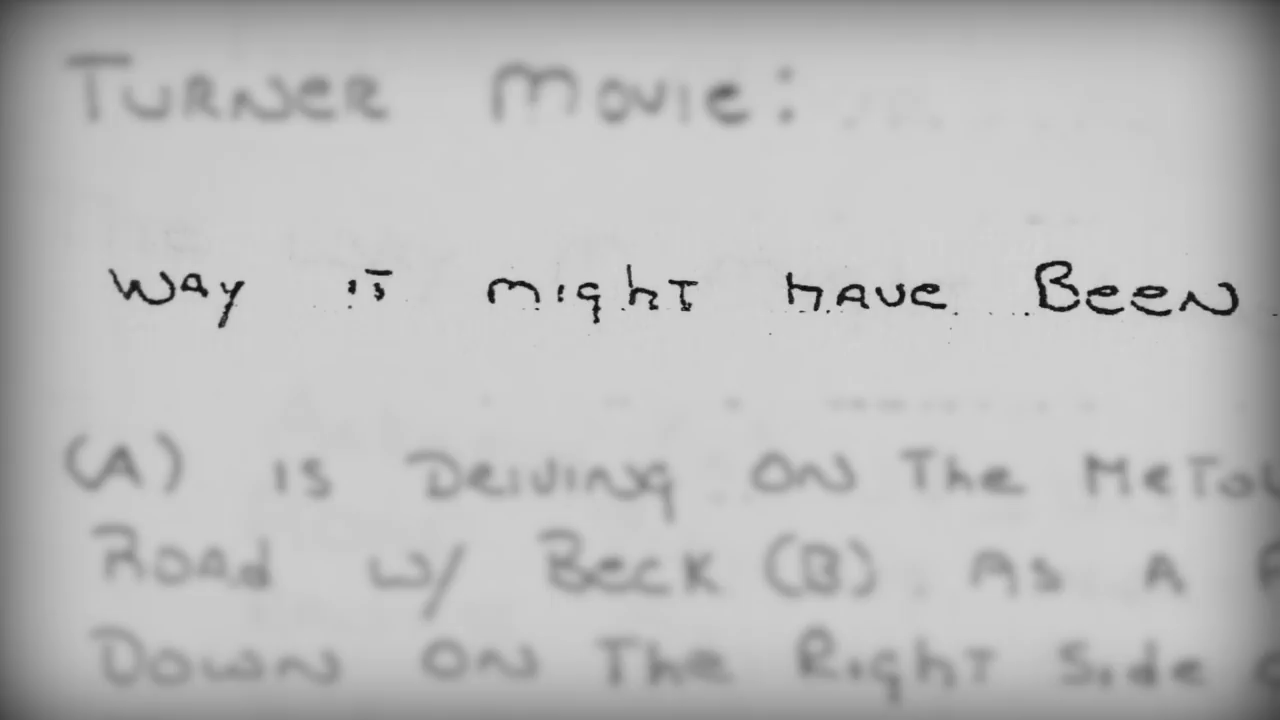 Turner Movie:
Way it might have Been
(A) is Driving on The
Road w/ Beck (B). As A
Down on The Right Side